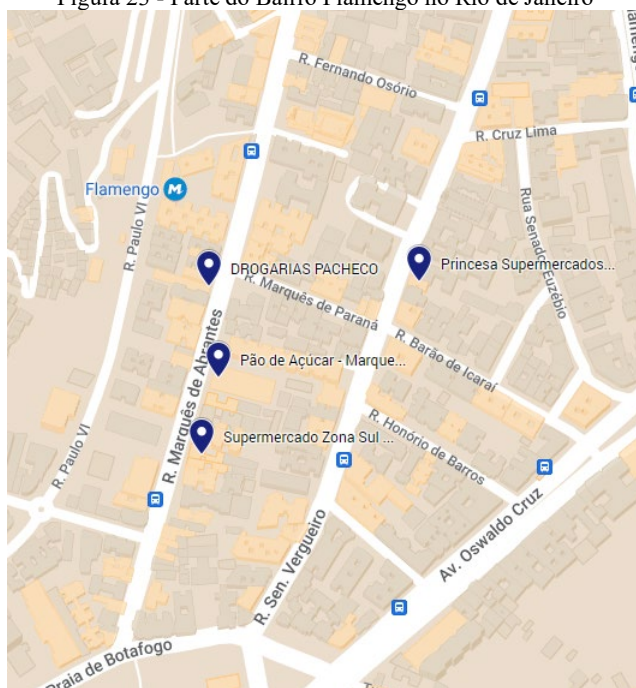 Figura 23 - Parte do Bairro Flamengo no Rio de Janeiro
R. Fernando Osório
R. Cruz Lima
Flamengo
R. Paulo VI
Rua Senador Euzébio
DROGARIAS PACHECO
Princesa Supermercados...
R. Marquês de Paraná
R. Marquês de Abrantes
R. Barão de Icaraí
Pão de Açúcar - Marque...
R. Honório de Barros
Supermercado Zona Sul ...
R. Paulo VI
R. Sen. Vergueiro
Av. Oswaldo Cruz
Praia de Botafogo